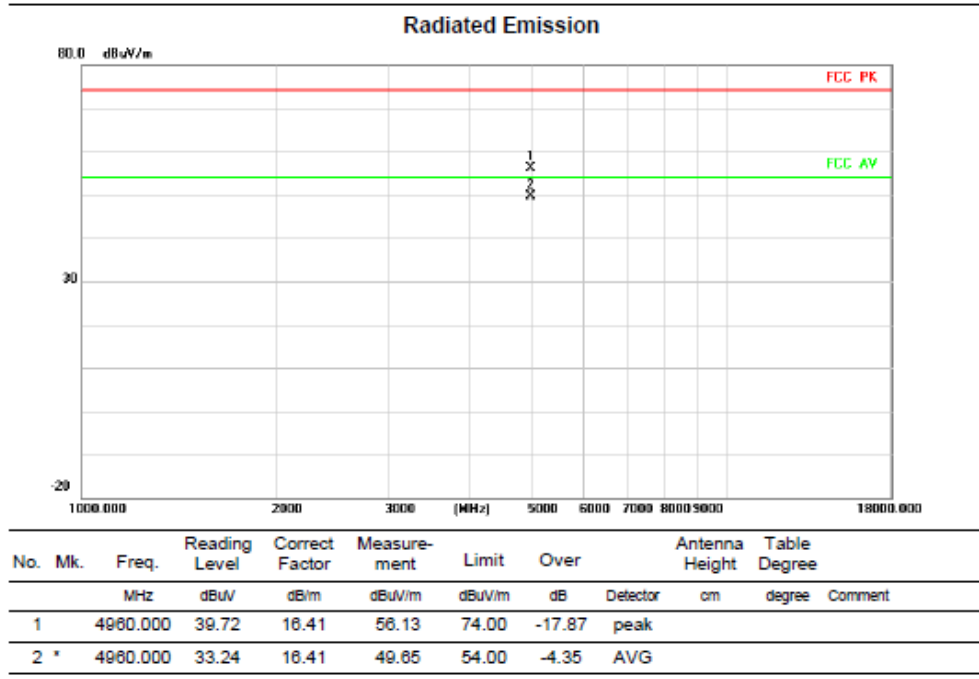 Radiated Emission
80.0 dBuV/m
FCC PK
1
X
FCC AV
2
X
30
-20
1000.000 2000 3000 (MHz) 5000 6000 7000 8000 9000 18000.000
No. Mk. Freq. Reading Level Correct Factor Measure-ment Limit Over Antenna Height Table Degree
MHz dBuV dB/m dBuV/m dBuV/m dB Detector cm degree Comment
1 4960.000 39.72 16.41 56.13 74.00 -17.87 peak
2 * 4960.000 33.24 16.41 49.65 54.00 -4.35 AVG